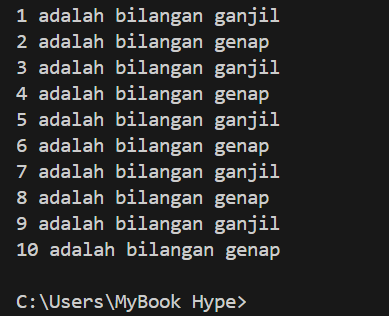 1 adalah bilangan ganjil
2 adalah bilangan genap
3 adalah bilangan ganjil
4 adalah bilangan genap
5 adalah bilangan ganjil
6 adalah bilangan genap
7 adalah bilangan ganjil
8 adalah bilangan genap
9 adalah bilangan ganjil
10 adalah bilangan genap
C:\Users\MyBook Hype>